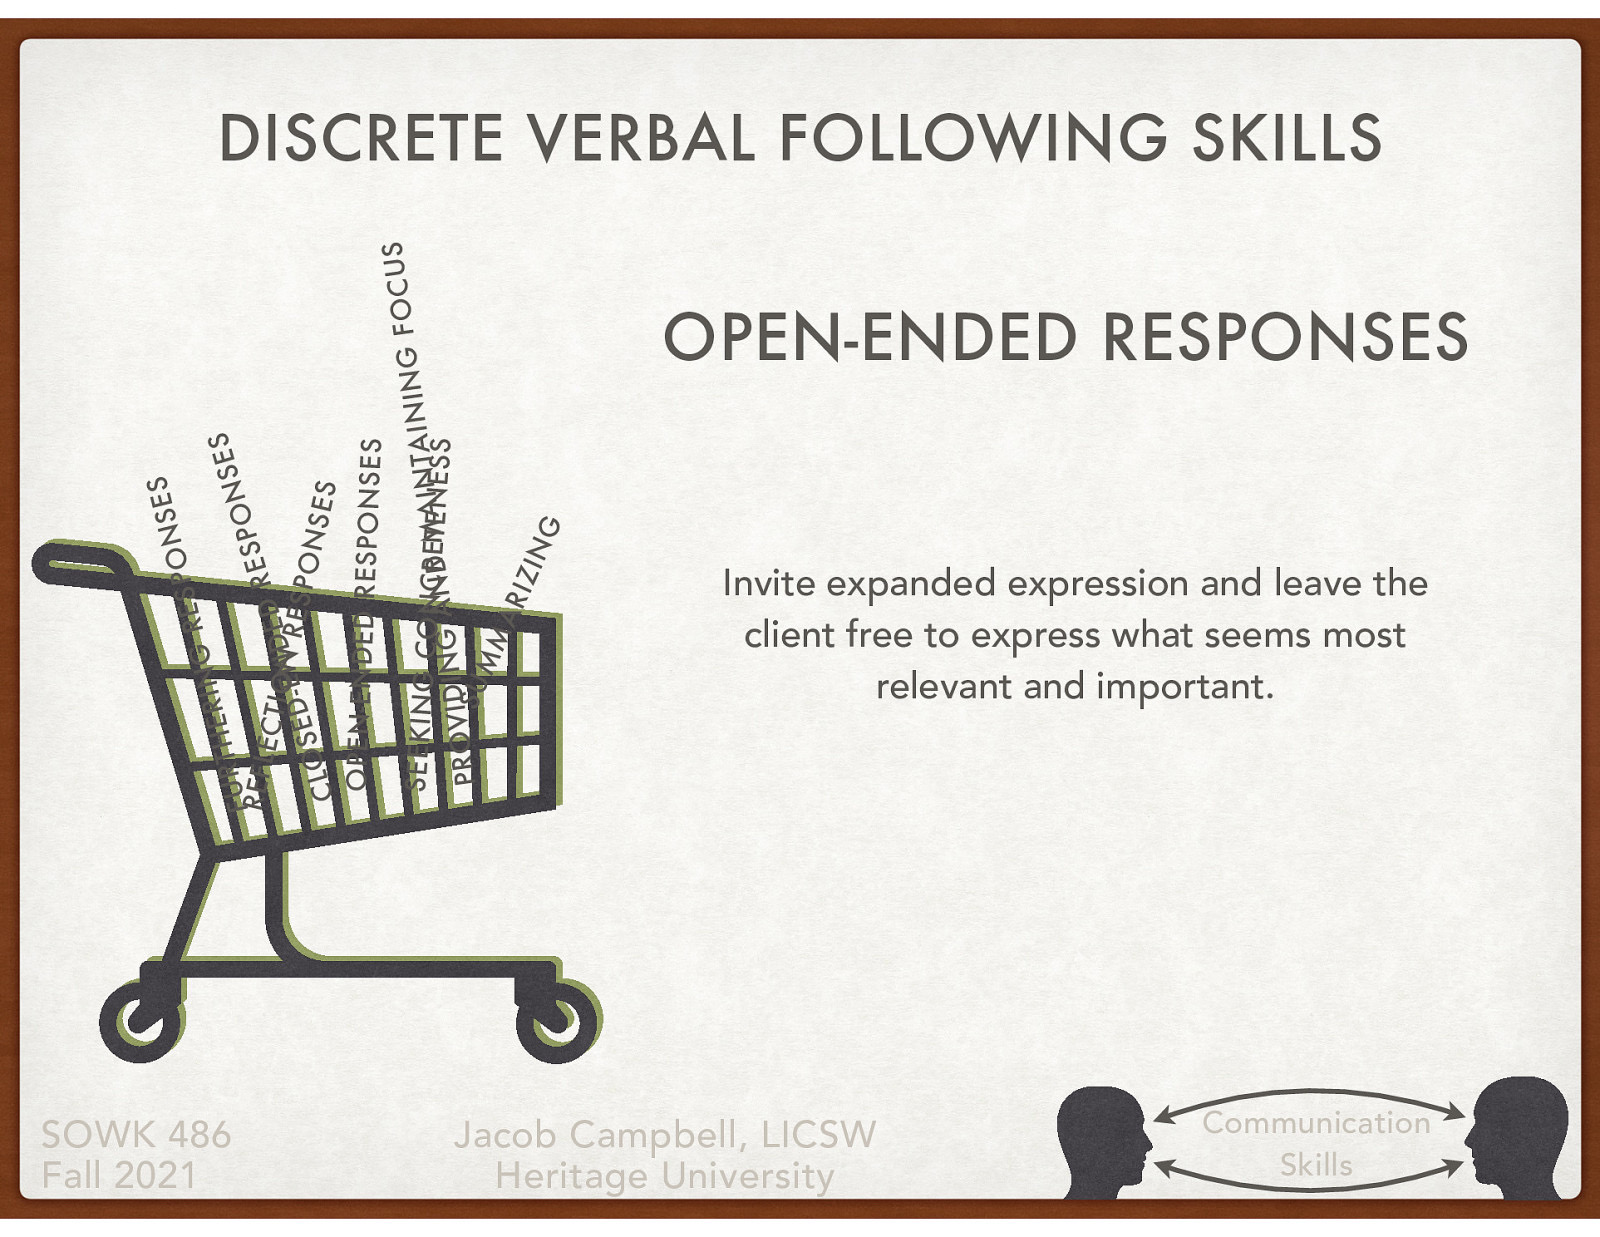 DISCRETE VERBAL FOLLOWING SKILLS
OPEN-ENDED RESPONSES
Invite expanded expression and leave the
client free to express what seems most
relevant and important.
FURTHERING RESPONSES
REFLECTION RESPONSES
CLOSED-ENDED RESPONSES
OPEN-ENDED RESPONSES
SEEKING CONCRETENESS
PROVIDING AND MAINTAINING FOCUS
SUMMARIZING
SOWK 486
Fall 2021
Jacob Campbell, LICSW
Heritage University
Communication
Skills